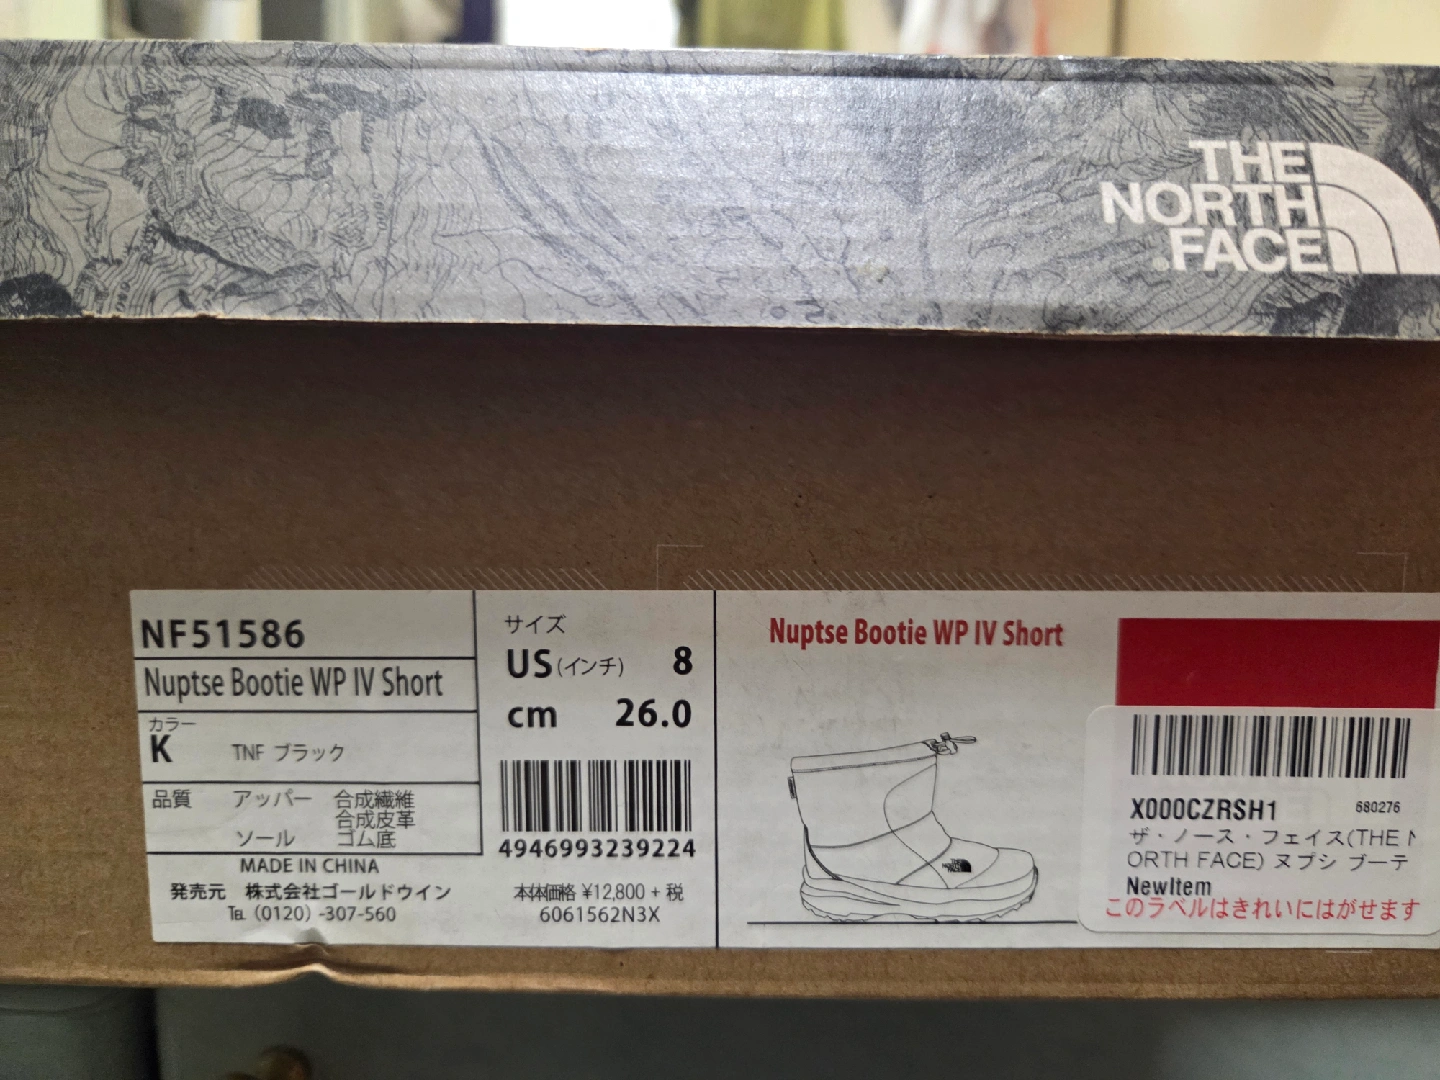 THE
NORTH
FACE
NF51586
Nuptse Bootie WP IV Short
カラー
K TNF ブラック
品質 アッパー 合成繊維
合成皮革
ソール ゴム底
MADE IN CHINA
発売元 株式会社ゴールドウイン
℡ (0120) -307-560
サイズ
US (インチ) 8
cm 26.0
4946993239224
本体価格 ¥12,800 + 税
6061562N3X
Nuptse Bootie WP IV Short
X000CZRSH1 680276
ザ・ノース・フェイス(THE N
ORTH FACE) ヌプシ ブーテ
NewItem
このラベルはきれいにはがせます